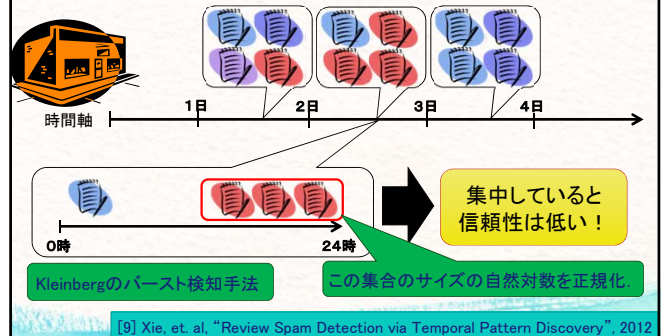 1日 2日 3日 4日
時間軸
集中していると
信頼性は低い！
0時 24時
Kleinbergのバースト検知手法
この集合のサイズの自然対数を正規化.
[9] Xie, et. al, “Review Spam Detection via Temporal Pattern Discovery”, 2012.